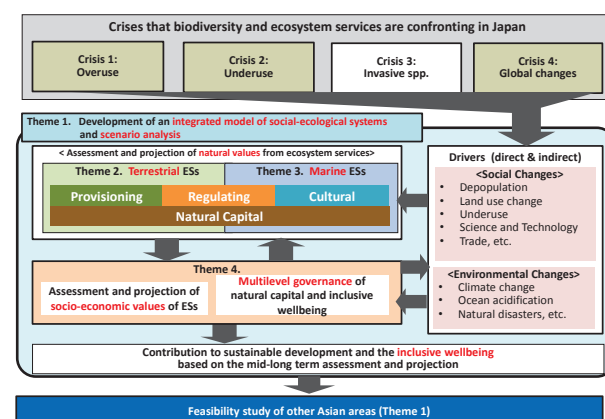 Crises that biodiversity and ecosystem services are confronting in Japan
Crisis 1:
Overuse
Crisis 2:
Underuse
Crisis 3:
Invasive spp.
Crisis 4:
Global changes
Theme 1. Development of an integrated model of social-ecological systems
and scenario analysis
< Assessment and projection of natural values from ecosystem services>
Theme 2. Terrestrial ESs
Theme 3. Marine ESs
Provisioning
Regulating
Cultural
Natural Capital
Theme 4.
Assessment and projection of
socio-economic values of ESs
Multilevel governance of
natural capital and inclusive
wellbeing
Drivers (direct & indirect)
<Social Changes>
• Depopulation
• Land use change
• Underuse
• Science and Technology
• Trade, etc.
<Environmental Changes>
• Climate change
• Ocean acidification
• Natural disasters, etc.
Contribution to sustainable development and the inclusive wellbeing
based on the mid-long term assessment and projection
Feasibility study of other Asian areas (Theme 1)